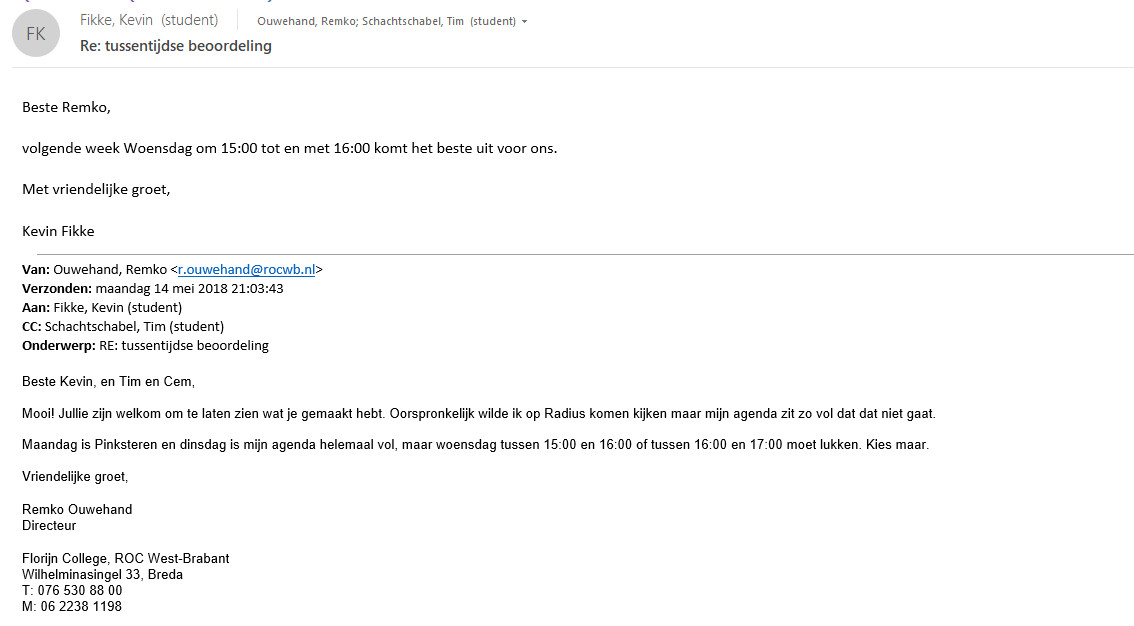 FK
Fikke, Kevin (student)
Ouwehand, Remko; Schachtschabel, Tim (student)
Re: tussentijdse beoordeling
Beste Remko,
volgende week Woensdag om 15:00 tot en met 16:00 komt het beste uit voor ons.
Met vriendelijke groet,
Kevin Fikke
Van: Ouwehand, Remko <r.ouwehand@rocwb.nl>
Verzonden: maandag 14 mei 2018 21:03:43
Aan: Fikke, Kevin (student)
CC: Schachtschabel, Tim (student)
Onderwerp: RE: tussentijdse beoordeling
Beste Kevin, en Tim en Cem,
Mooi! Jullie zijn welkom om te laten zien wat je gemaakt hebt. Oorspronkelijk wilde ik op Radius komen kijken maar mijn agenda zit zo vol dat dat niet gaat.
Maandag is Pinksteren en dinsdag is mijn agenda helemaal vol, maar woensdag tussen 15:00 en 16:00 of tussen 16:00 en 17:00 moet lukken. Kies maar.
Vriendelijke groet,
Remko Ouwehand
Directeur
Florijn College, ROC West-Brabant
Wilhelminasingel 33, Breda
T: 076 530 88 00
M: 06 2238 1198